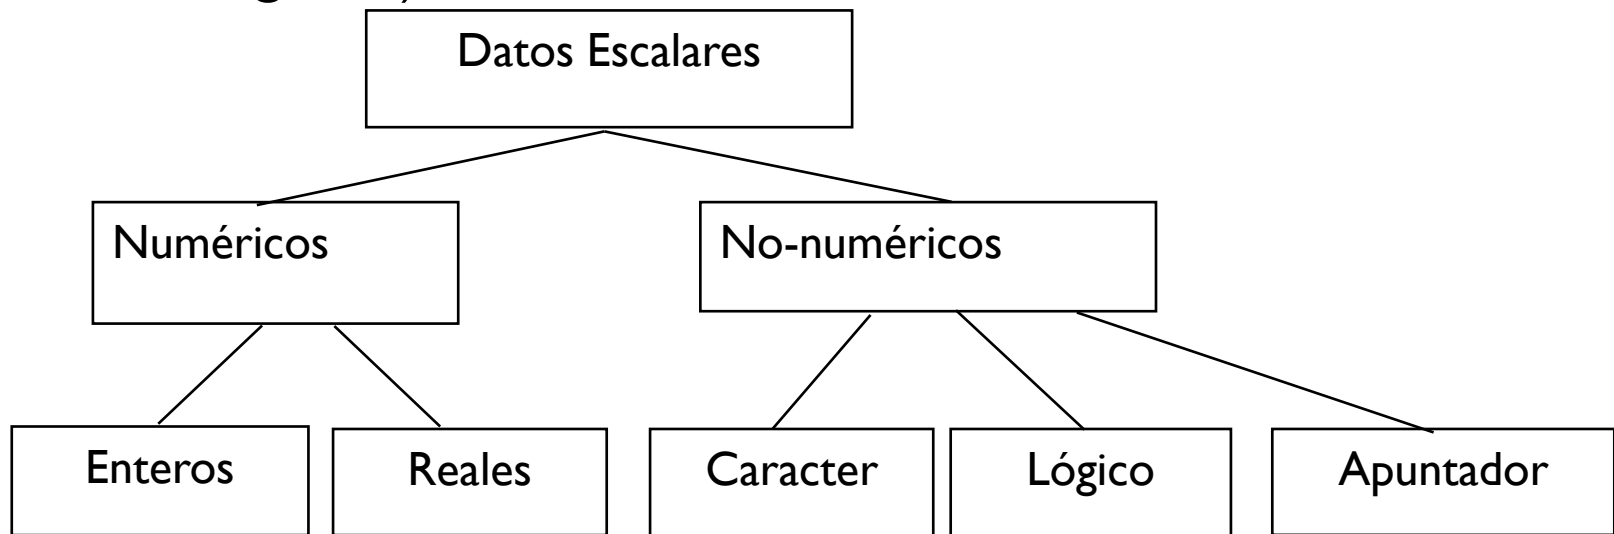 Datos Escalares
Numéricos
No-numéricos
Enteros
Reales
Caracter
Lógico
Apuntador